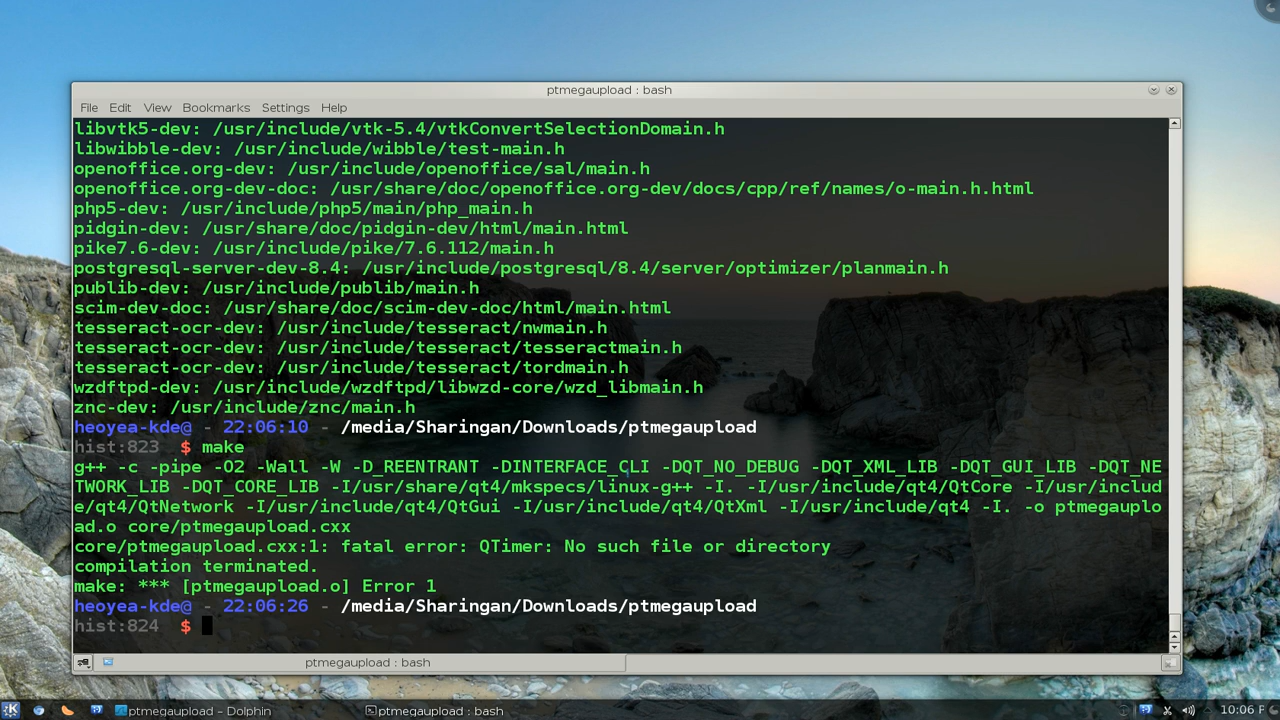 ptmegaupload : bash
File Edit View Bookmarks Settings Help
libvtk5-dev: /usr/include/vtk-5.4/vtkConvertSelectionDomain.h
libwibble-dev: /usr/include/wibble/test-main.h
openoffice.org-dev: /usr/include/openoffice/sal/main.h
openoffice.org-dev-doc: /usr/share/doc/openoffice.org-dev/docs/cpp/ref/names/o-main.h.html
php5-dev: /usr/include/php5/main/php_main.h
pidgin-dev: /usr/share/doc/pidgin-dev/html/main.html
pike7.6-dev: /usr/include/pike/7.6.112/main.h
postgresql-server-dev-8.4: /usr/include/postgresql/8.4/server/optimizer/planmain.h
publib-dev: /usr/include/publib/main.h
scim-dev-doc: /usr/share/doc/scim-dev-doc/html/main.html
tesseract-ocr-dev: /usr/include/tesseract/nwmain.h
tesseract-ocr-dev: /usr/include/tesseract/tesseractmain.h
tesseract-ocr-dev: /usr/include/tesseract/tordmain.h
wzdftpd-dev: /usr/include/wzdftpd/libwzd-core/wzd_libmain.h
znc-dev: /usr/include/znc/main.h
heoyea-kde@ - 22:06:10 - /media/Sharingan/Downloads/ptmegaupload
hist:823 $ make
g++ -c -pipe -O2 -Wall -W -D_REENTRANT -DINTERFACE_CLI -DQT_NO_DEBUG -DQT_XML_LIB -DQT_GUI_LIB -DQT_NE
TWORK_LIB -DQT_CORE_LIB -I/usr/share/qt4/mkspecs/linux-g++ -I. -I/usr/include/qt4/QtCore -I/usr/includ
e/qt4/QtNetwork -I/usr/include/qt4/QtGui -I/usr/include/qt4/QtXml -I/usr/include/qt4 -I. -o ptmegauplo
ad.o core/ptmegaupload.cxx
core/ptmegaupload.cxx:1: fatal error: QTimer: No such file or directory
compilation terminated.
make: *** [ptmegaupload.o] Error 1
heoyea-kde@ - 22:06:26 - /media/Sharingan/Downloads/ptmegaupload
hist:824 $
ptmegaupload : bash
ptmegaupload – Dolphin ptmegaupload : bash 10:06 P